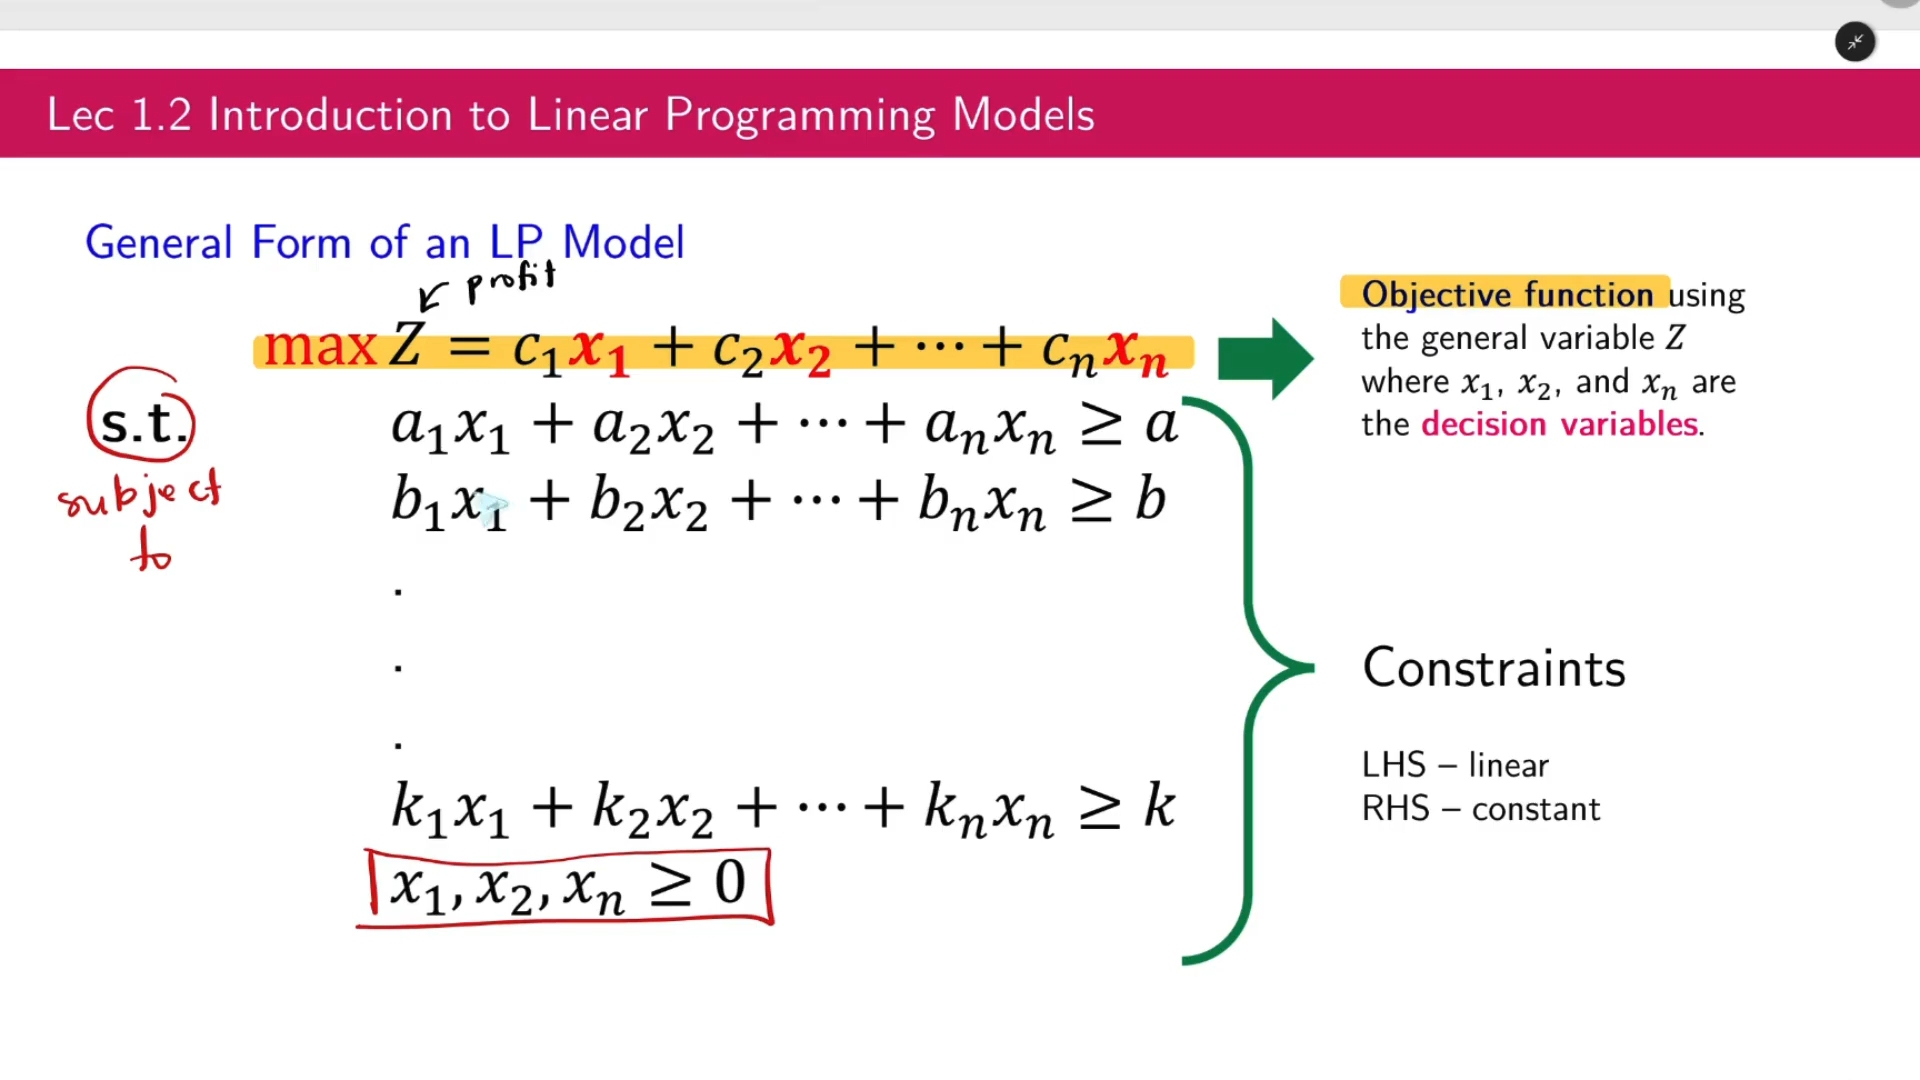 Lec 1.2 Introduction to Linear Programming Models
General Form of an LP Model
profit
max Z = c₁x₁ + c₂x₂ + ⋯ + cₙxₙ
s.t.
subject
to
a₁x₁ + a₂x₂ + ⋯ + aₙxₙ ≥ a
b₁x₁ + b₂x₂ + ⋯ + bₙxₙ ≥ b
.
.
.
k₁x₁ + k₂x₂ + ⋯ + kₙxₙ ≥ k
x₁, x₂, xₙ ≥ 0
Objective function using
the general variable Z
where x₁, x₂, and xₙ are
the decision variables.
Constraints
LHS – linear
RHS – constant